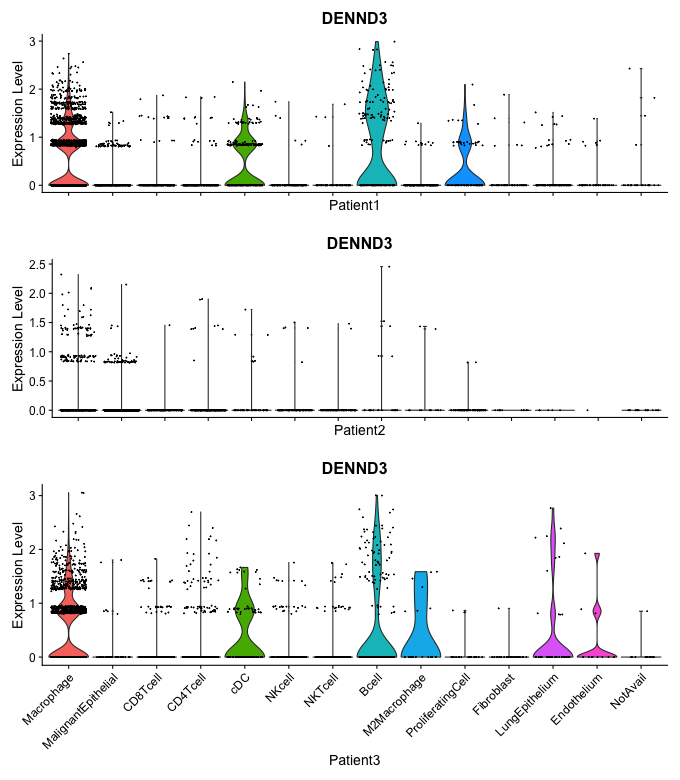 DENND3
Expression Level
3
2
1
0
Patient1
DENND3
Expression Level
2.5
2.0
1.5
1.0
0.5
0.0
Patient2
DENND3
Expression Level
3
2
1
0
Macrophage
MalignantEpithelial
CD8Tcell
CD4Tcell
cDC
NKcell
NKTcell
Bcell
M2Macrophage
ProliferatingCell
Fibroblast
LungEpithelium
Endothelium
NotAvail
Patient3